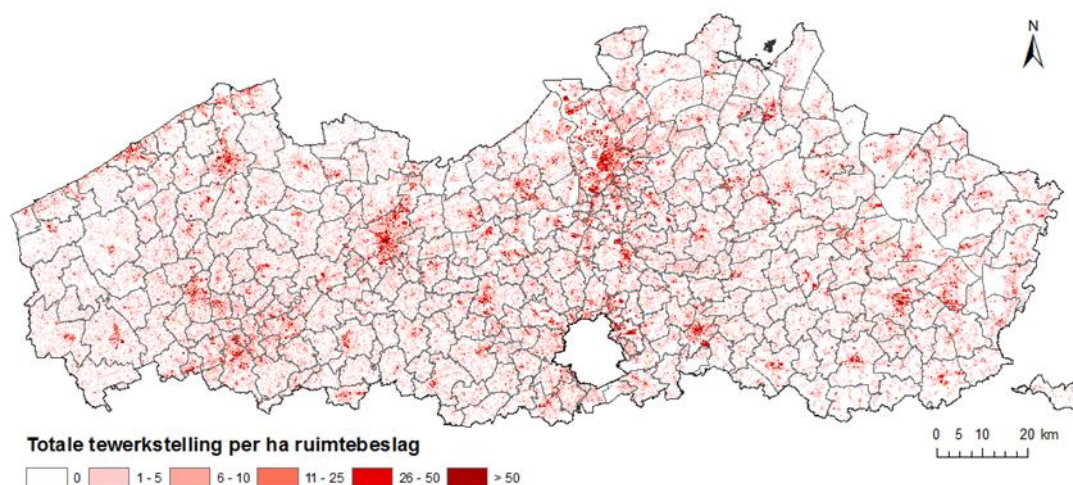 N
0 5 10 20 km
Totale tewerkstelling per ha ruimtebeslag
0 1 - 5 6 - 10 11 - 25 26 - 50 > 50